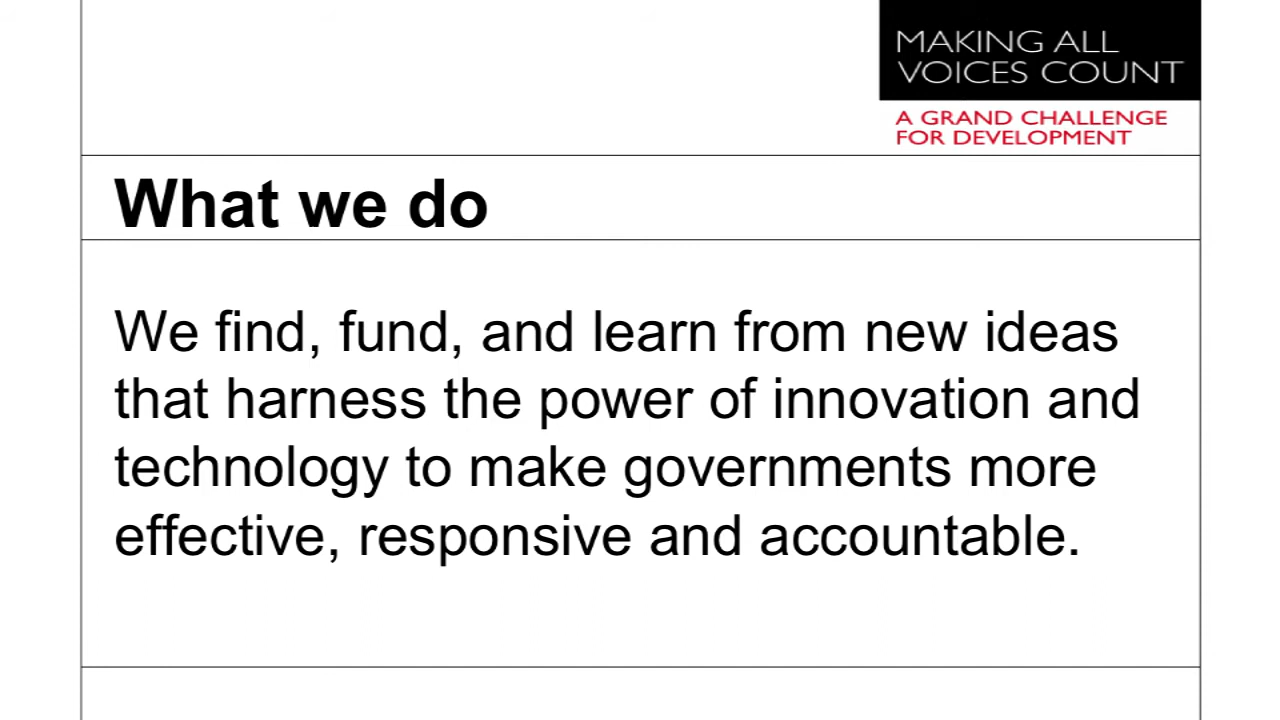 MAKING ALL
VOICES COUNT
A GRAND CHALLENGE
FOR DEVELOPMENT
What we do
We find, fund, and learn from new ideas
that harness the power of innovation and
technology to make governments more
effective, responsive and accountable.